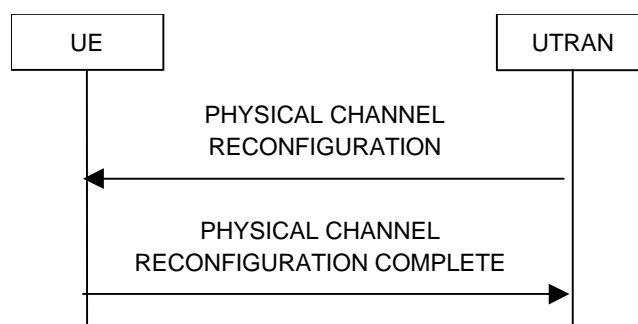 UE
UTRAN
PHYSICAL CHANNEL
RECONFIGURATION
PHYSICAL CHANNEL
RECONFIGURATION COMPLETE